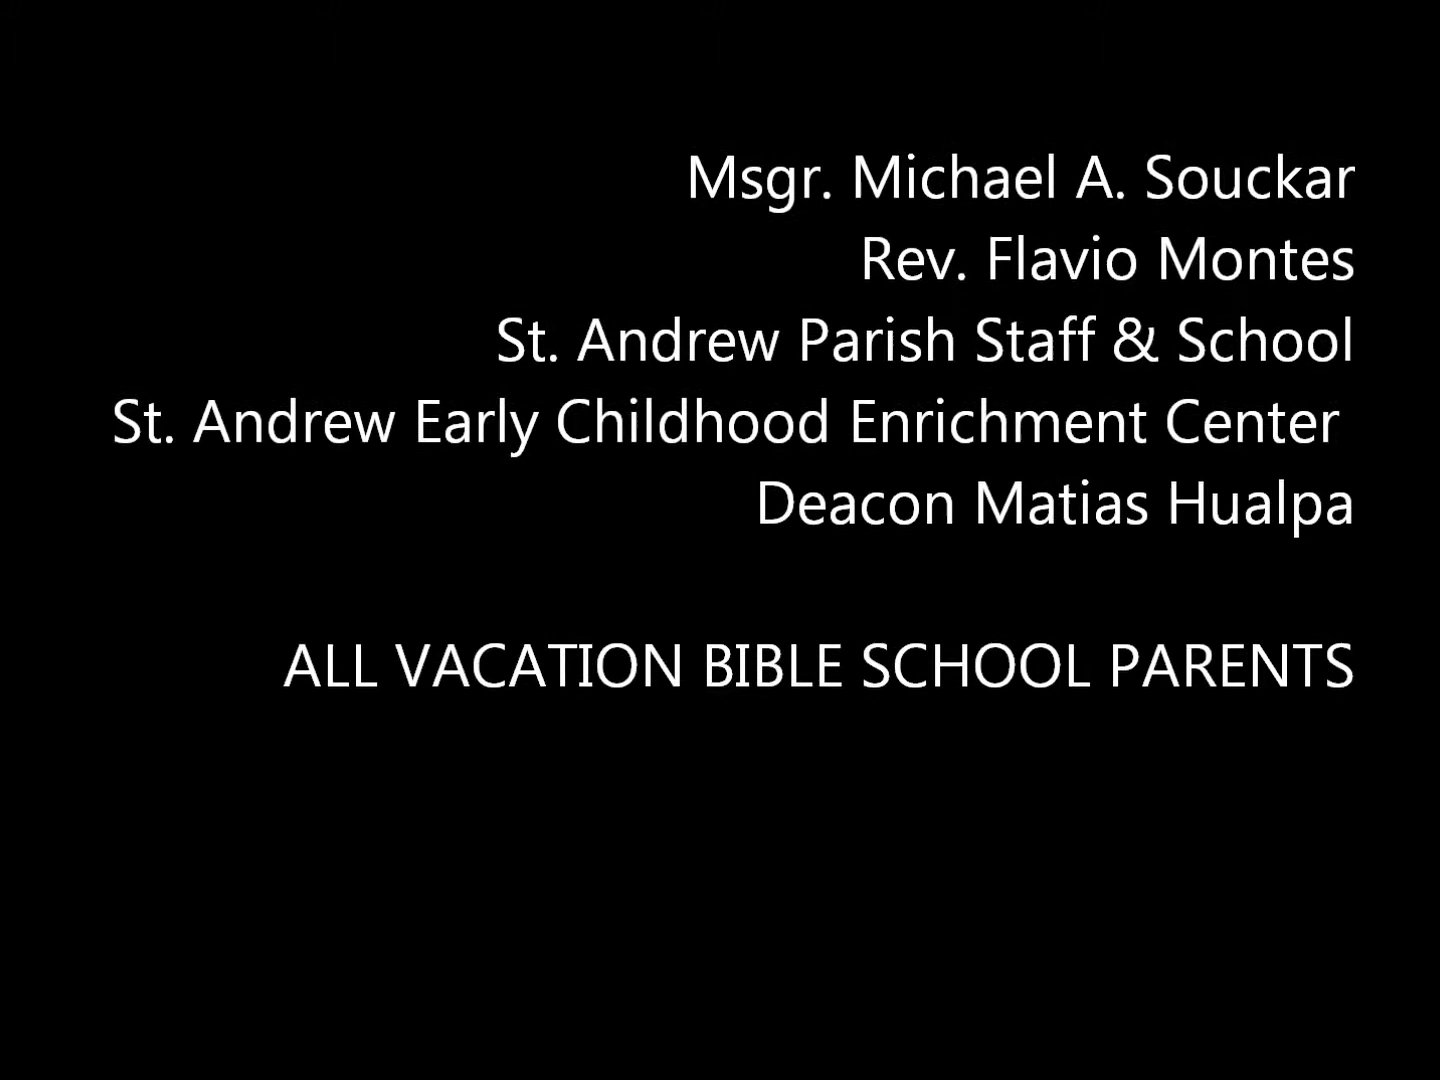 Msgr. Michael A. Souckar
Rev. Flavio Montes
St. Andrew Parish Staff & School
St. Andrew Early Childhood Enrichment Center
Deacon Matias Hualpa
ALL VACATION BIBLE SCHOOL PARENTS